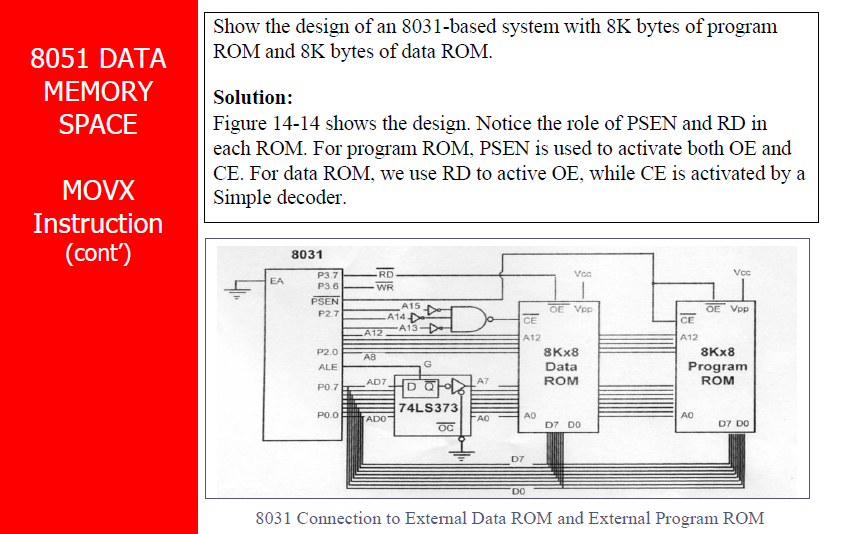 8051 DATA
MEMORY
SPACE
MOVX
Instruction
(cont’)
Show the design of an 8031-based system with 8K bytes of program
ROM and 8K bytes of data ROM.
Solution:
Figure 14-14 shows the design. Notice the role of PSEN and RD in
each ROM. For program ROM, PSEN is used to activate both OE and
CE. For data ROM, we use RD to active OE, while CE is activated by a
Simple decoder.
8031
EA
P3.7
P3.6
PSEN
P2.7
P2.0
ALE
P0.7
P0.0
RD
WR
A15
A14
A13
A12
A8
G
AD7
D Q
74LS373
AD0
OC
A7
A0
Vcc
OE Vpp
CE
A12
8Kx8
Data
ROM
A0
D7 D0
Vcc
OE Vpp
CE
A12
8Kx8
Program
ROM
A0
D7 D0
D7
D0
8031 Connection to External Data ROM and External Program ROM